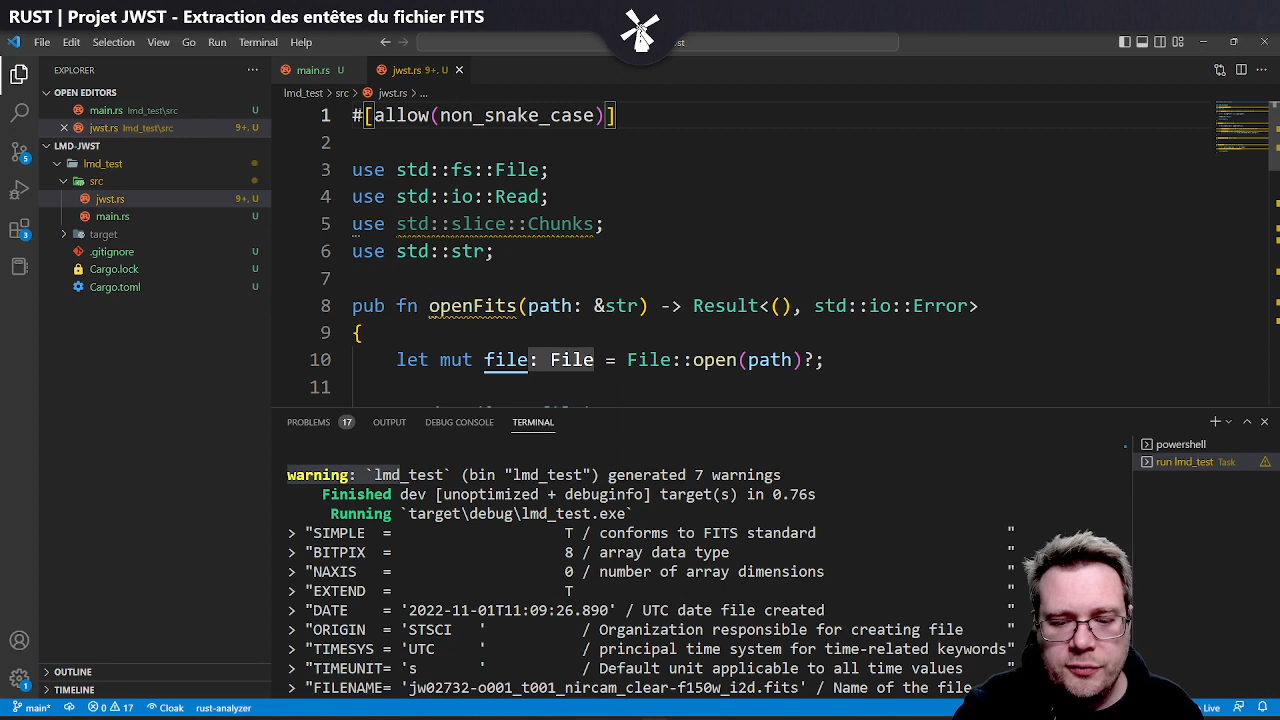 RUST | Projet JWST - Extraction des entêtes du fichier FITS
File Edit Selection View Go Run Terminal Help
EXPLORER
OPEN EDITORS
main.rs lmd_test\src U
jwst.rs lmd_test\src 9+, U
LMD-JWST
lmd_test
src
jwst.rs 9+, U
main.rs U
target
.gitignore U
Cargo.lock U
Cargo.toml U
OUTLINE
TIMELINE
main.rs U
jwst.rs 9+, U
lmd_test > src > jwst.rs ...
1 #[allow(non_snake_case)]
2
3 use std::fs::File;
4 use std::io::Read;
5 use std::slice::Chunks;
6 use std::str;
7
8 pub fn openFits(path: &str) -> Result<(), std::io::Error>
9 {
10 let mut file: File = File::open(path)?;
11
PROBLEMS 17 OUTPUT DEBUG CONSOLE TERMINAL
powershell
run lmd_test Task
warning: `lmd_test` (bin "lmd_test") generated 7 warnings
Finished dev [unoptimized + debuginfo] target(s) in 0.76s
Running `target\debug\lmd_test.exe`
> "SIMPLE = T / conforms to FITS standard "
> "BITPIX = 8 / array data type "
> "NAXIS = 0 / number of array dimensions "
> "EXTEND = T "
> "DATE = '2022-11-01T11:09:26.890' / UTC date file created
> "ORIGIN = 'STSCI ' / Organization responsible for creating file
> "TIMESYS = 'UTC ' / principal time system for time-related keywords"
> "TIMEUNIT= 's ' / Default unit applicable to all time values
> "FILENAME= 'jw02732-o001_t001_nircam_clear-f150w_i2d.fits' / Name of the file
main* 0 17 Cloak rust-analyzer
Live
5
3
1